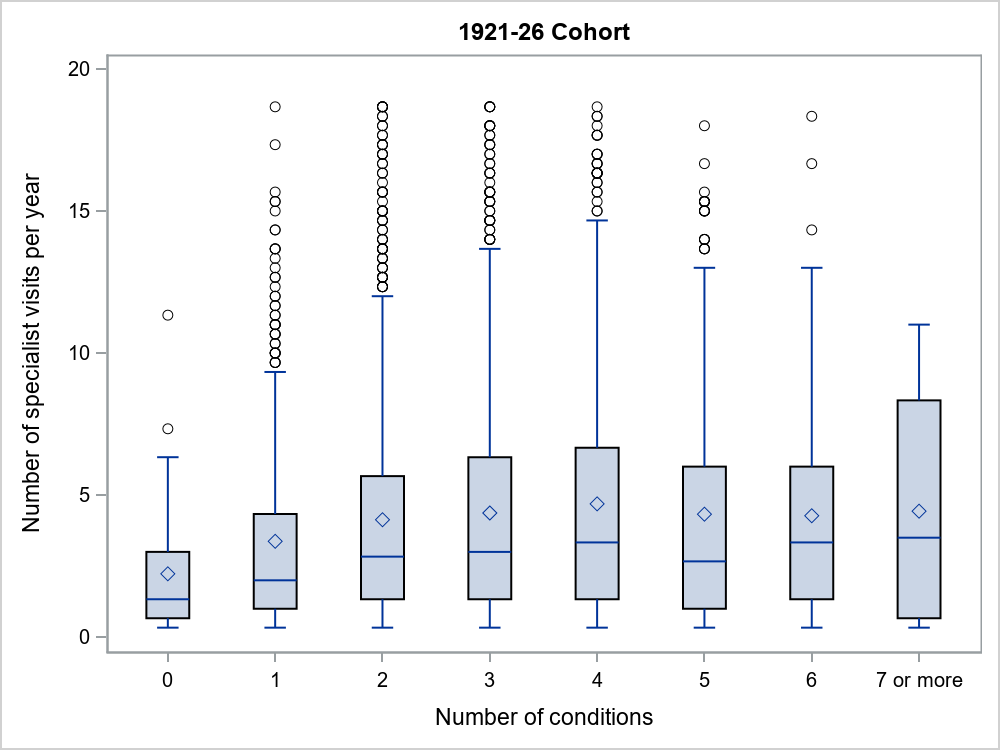 1921-26 Cohort
Number of specialist visits per year
20
15
10
5
0
0 1 2 3 4 5 6 7 or more
Number of conditions